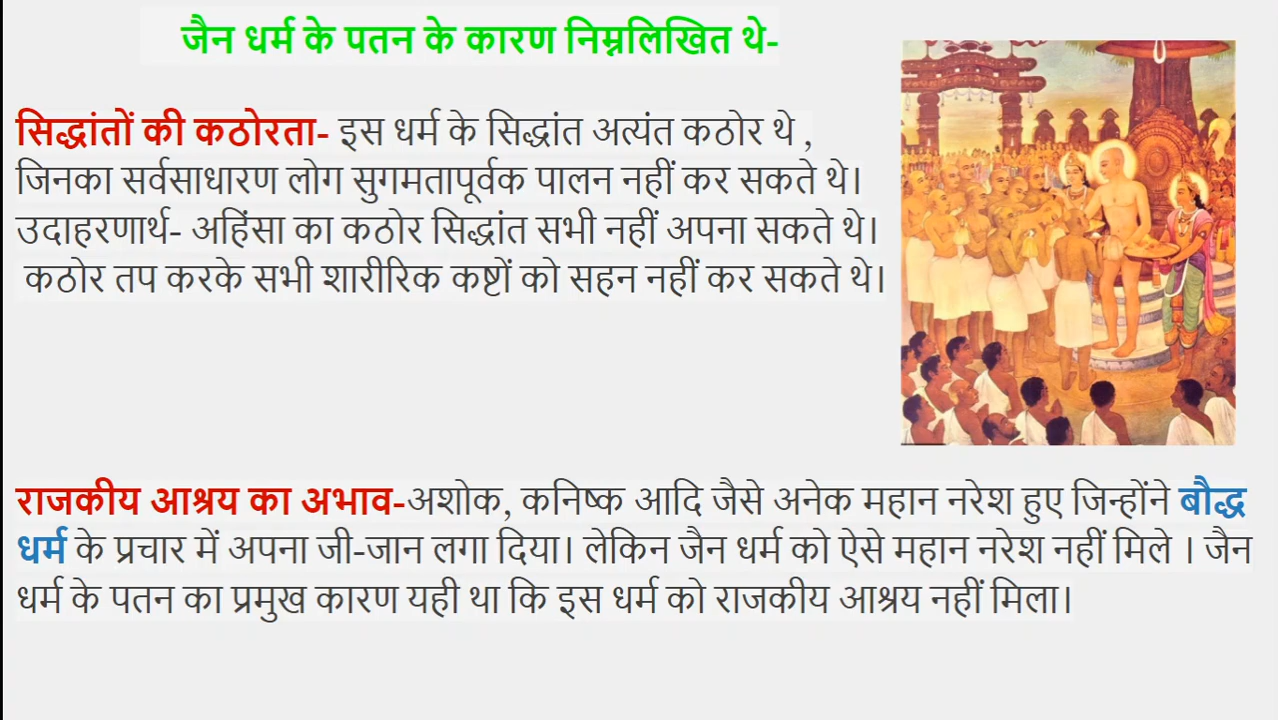 जैन धर्म के पतन के कारण निम्नलिखित थे-
सिद्धांतों की कठोरता- इस धर्म के सिद्धांत अत्यंत कठोर थे ,
जिनका सर्वसाधारण लोग सुगमतापूर्वक पालन नहीं कर सकते थे।
उदाहरणार्थ- अहिंसा का कठोर सिद्धांत सभी नहीं अपना सकते थे।
कठोर तप करके सभी शारीरिक कष्टों को सहन नहीं कर सकते थे।
राजकीय आश्रय का अभाव-अशोक, कनिष्क आदि जैसे अनेक महान नरेश हुए जिन्होंने बौद्ध
धर्म के प्रचार में अपना जी-जान लगा दिया। लेकिन जैन धर्म को ऐसे महान नरेश नहीं मिले । जैन
धर्म के पतन का प्रमुख कारण यही था कि इस धर्म को राजकीय आश्रय नहीं मिला।